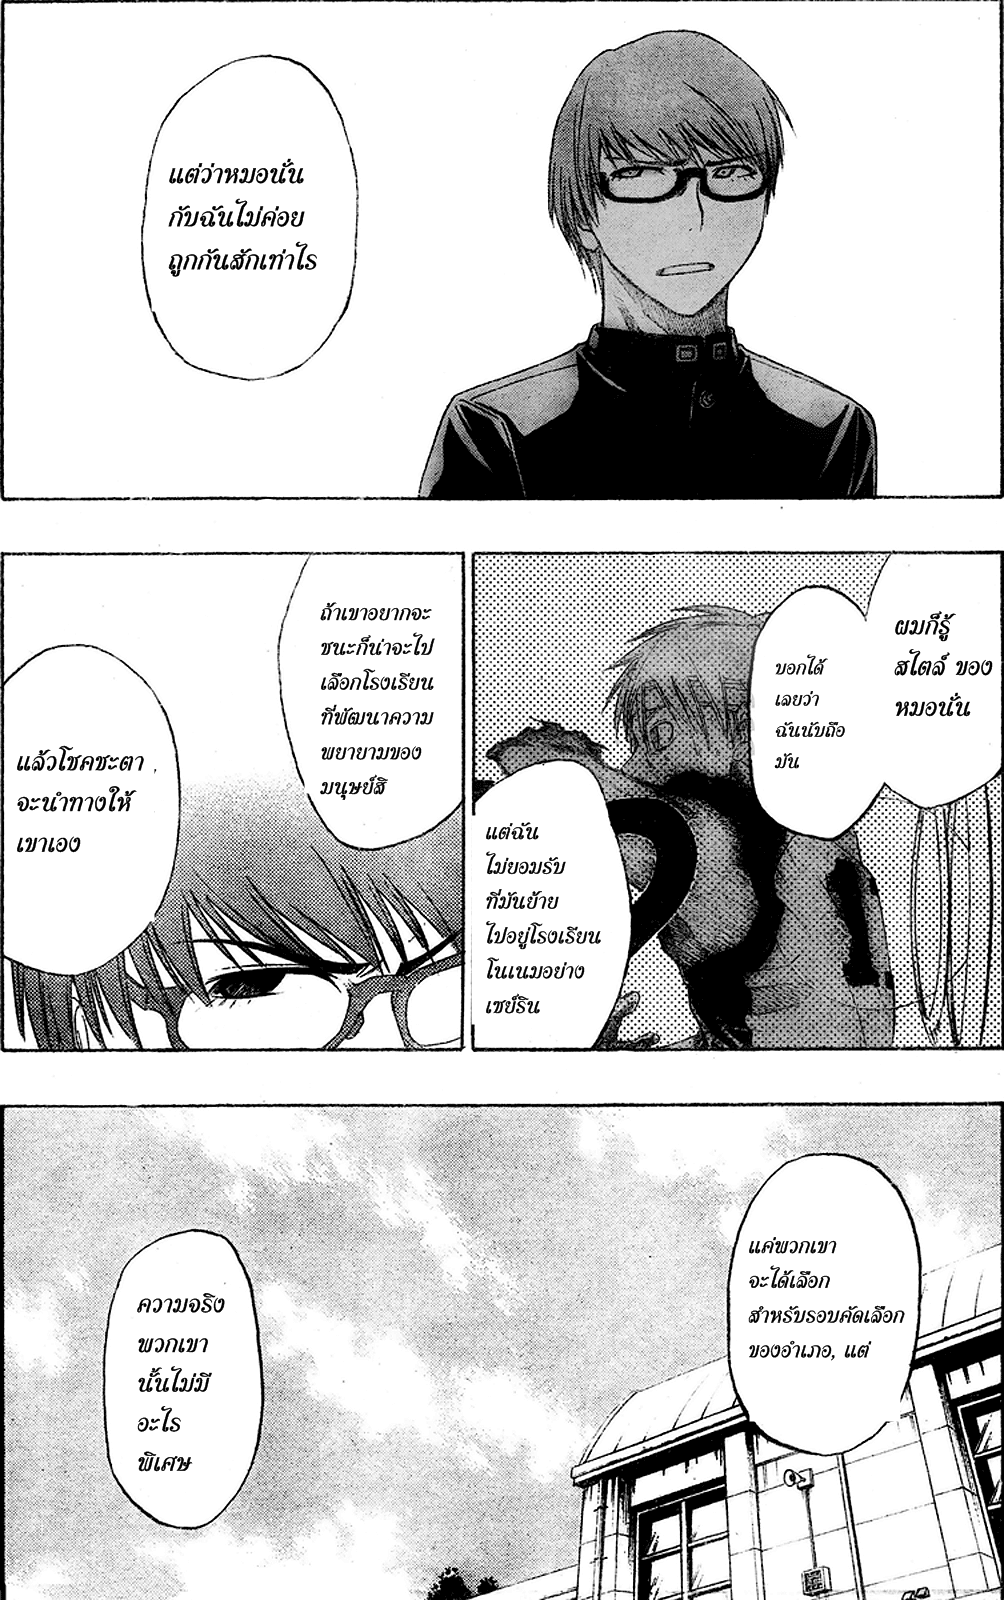 แต่ว่าหมอนั่น
กับฉันไม่ค่อย
ถูกกันสักเท่าไร
ผมก็รู้
สไตล์ ของ
หมอนั่น
บอกได้
เลยว่า
ฉันนับถือ
มัน
แต่ฉัน
ไม่ยอมรับ
ที่มันย้าย
ไปอยู่โรงเรียน
โนเนมอย่าง
เซย์ริน
ถ้าเขาอยากจะ
ชนะก็น่าจะไป
เลือกโรงเรียน
ที่พัฒนาความ
พยายามของ
มนุษย์สิ
แล้วโชคชะตา
จะนำทางให้
เขาเอง
แค่พวกเขา
จะได้เลือก
สำหรับรอบคัดเลือก
ของอำเภอ, แต่
ความจริง
พวกเขา
นั้นไม่มี
อะไร
พิเศษ